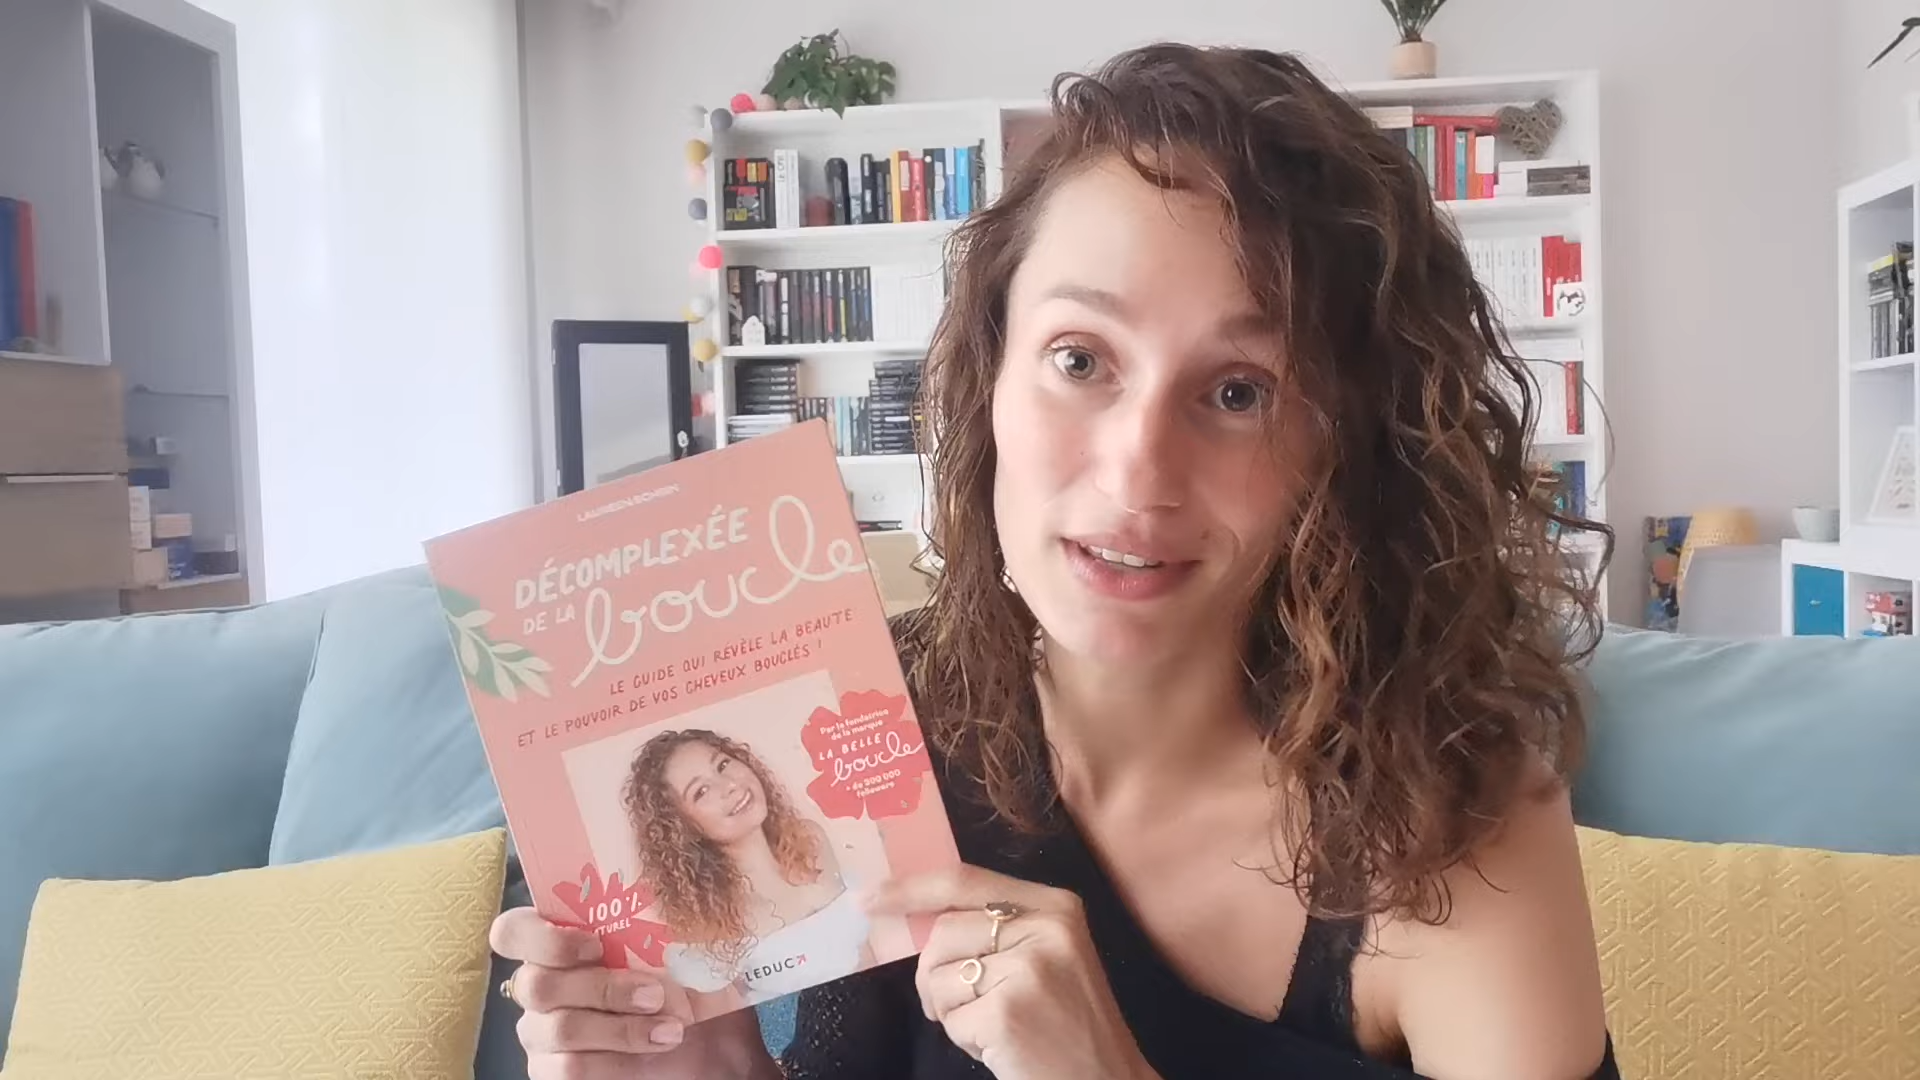 DÉCOMPLEXÉE
DE LA boucle
LE GUIDE QUI RÉVÈLE LA BEAUTÉ
ET LE POUVOIR DE VOS CHEVEUX BOUCLÉS !
Par la fondatrice
de la marque
LA BELLE
boucle
100%
LEDUC